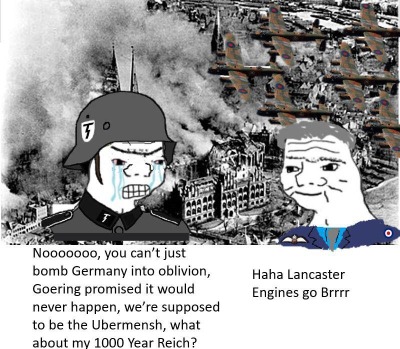 Nooooooo, you can't just
bomb Germany into oblivion,
Goering promised it would
never happen, we're supposed
to be the Ubermensh, what
about my 1000 Year Reich?
Haha Lancaster
Engines go Brrrr